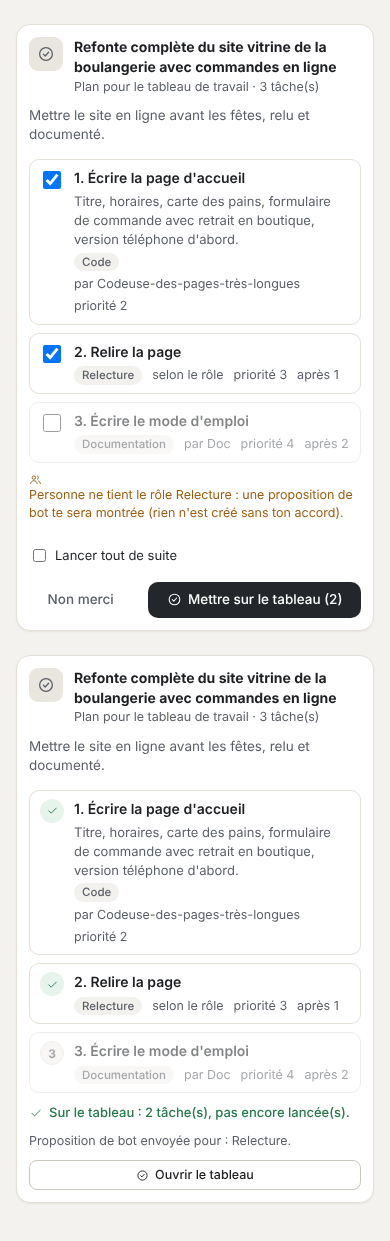 Refonte complète du site vitrine de la
boulangerie avec commandes en ligne
Plan pour le tableau de travail · 3 tâche(s)
Mettre le site en ligne avant les fêtes, relu et
documenté.
1. Écrire la page d'accueil
Titre, horaires, carte des pains, formulaire
de commande avec retrait en boutique,
version téléphone d'abord.
Code
par Codeuse-des-pages-très-longues
priorité 2
2. Relire la page
Relecture selon le rôle priorité 3 après 1
3. Écrire le mode d'emploi
Documentation par Doc priorité 4 après 2
Personne ne tient le rôle Relecture : une proposition de
bot te sera montrée (rien n'est créé sans ton accord).
Lancer tout de suite
Non merci Mettre sur le tableau (2)
Refonte complète du site vitrine de la
boulangerie avec commandes en ligne
Plan pour le tableau de travail · 3 tâche(s)
Mettre le site en ligne avant les fêtes, relu et
documenté.
1. Écrire la page d'accueil
Titre, horaires, carte des pains, formulaire
de commande avec retrait en boutique,
version téléphone d'abord.
Code
par Codeuse-des-pages-très-longues
priorité 2
2. Relire la page
Relecture selon le rôle priorité 3 après 1
3 3. Écrire le mode d'emploi
Documentation par Doc priorité 4 après 2
Sur le tableau : 2 tâche(s), pas encore lancée(s).
Proposition de bot envoyée pour : Relecture.
Ouvrir le tableau